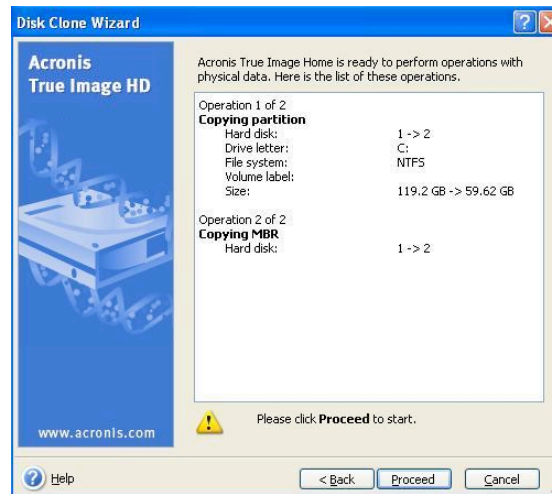 Disk Clone Wizard
Acronis
True Image HD
Acronis True Image Home is ready to perform operations with
physical data. Here is the list of these operations.
Operation 1 of 2
Copying partition
Hard disk: 1 -> 2
Drive letter: C:
File system: NTFS
Volume label:
Size: 119.2 GB -> 59.62 GB
Operation 2 of 2
Copying MBR
Hard disk: 1 -> 2
www.acronis.com
Please click Proceed to start.
Help
< Back
Proceed
Cancel